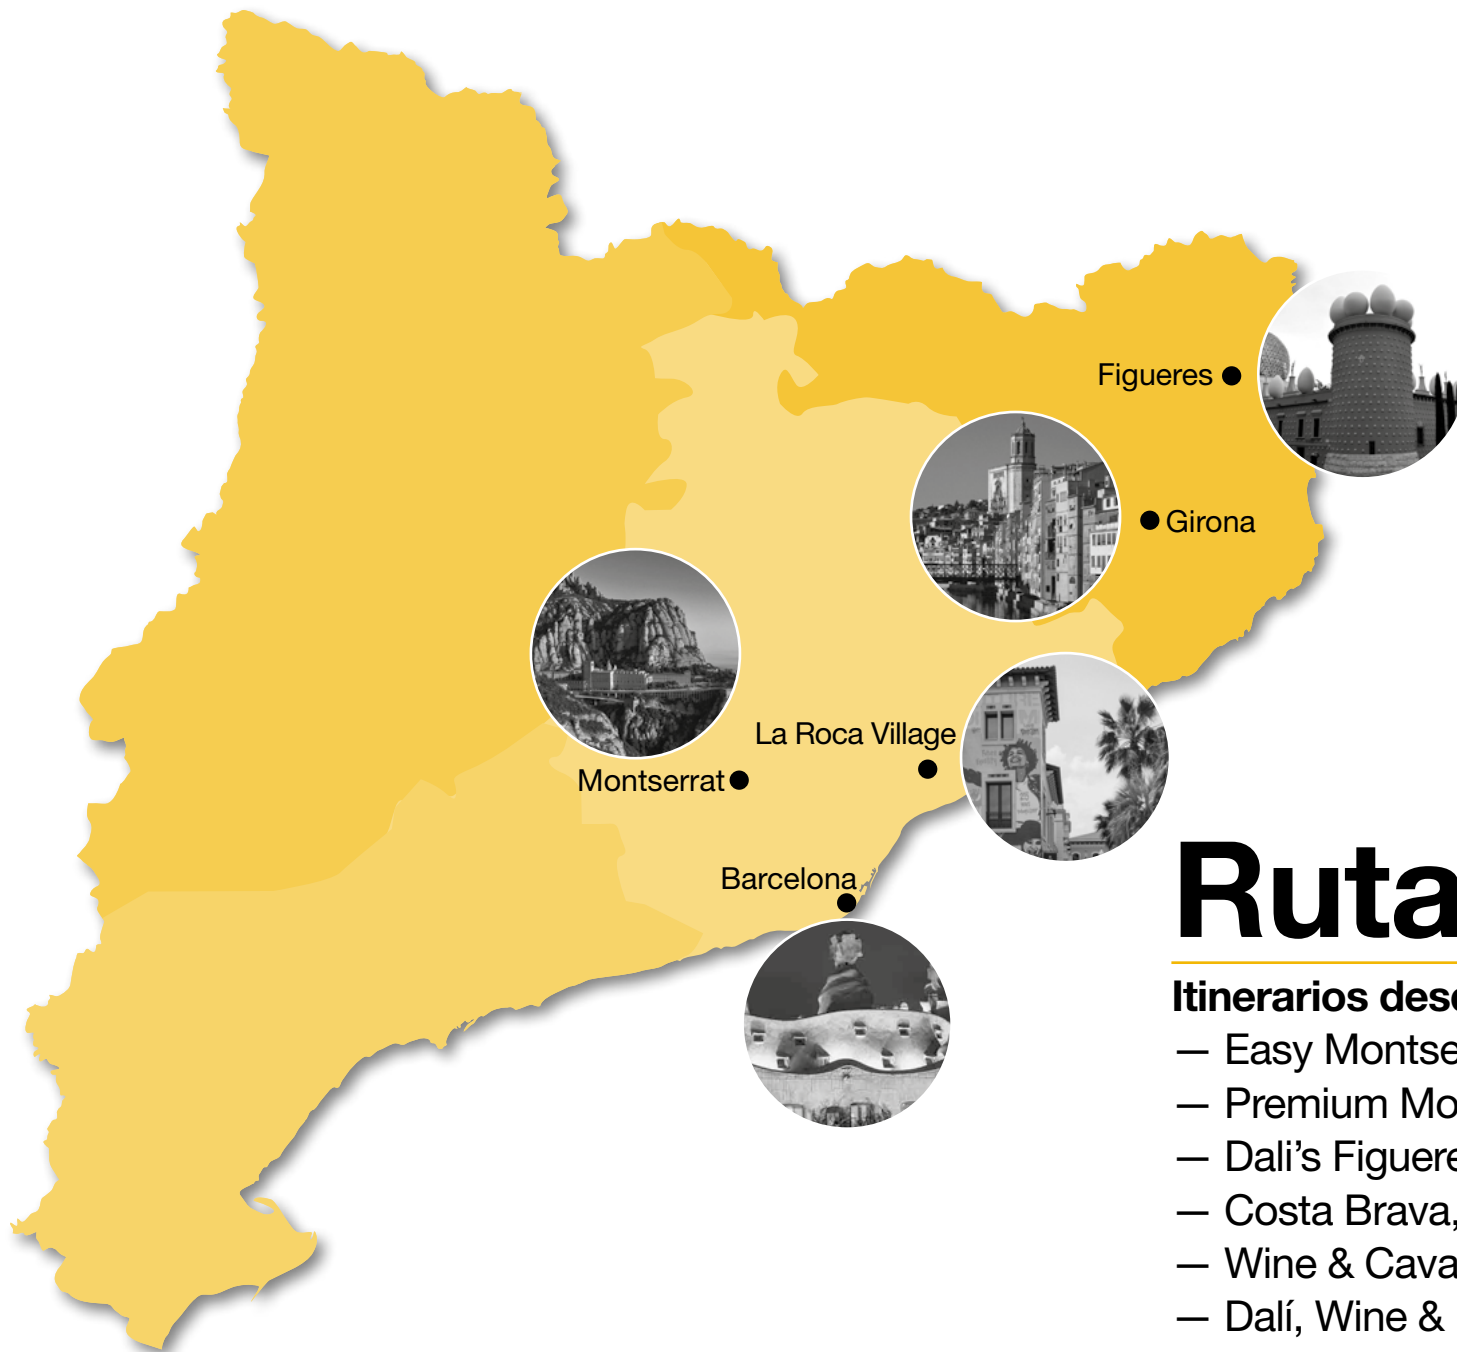 Figueres
Girona
La Roca Village
Montserrat
Barcelona
Ruta
Itinerarios des
— Easy Montse
— Premium Mo
— Dali’s Figuere
— Costa Brava,
— Wine & Cava
— Dalí, Wine &